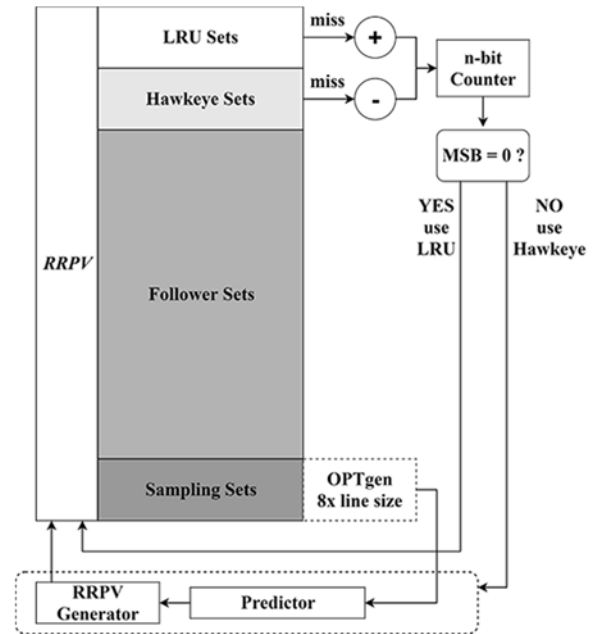 LRU Sets
miss
+
n-bit
Counter
Hawkeye Sets
miss
-
MSB = 0 ?
YES
use
LRU
NO
use
Hawkeye
RRPV
Follower Sets
Sampling Sets
OPTgen
8x line size
RRPV
Generator
Predictor